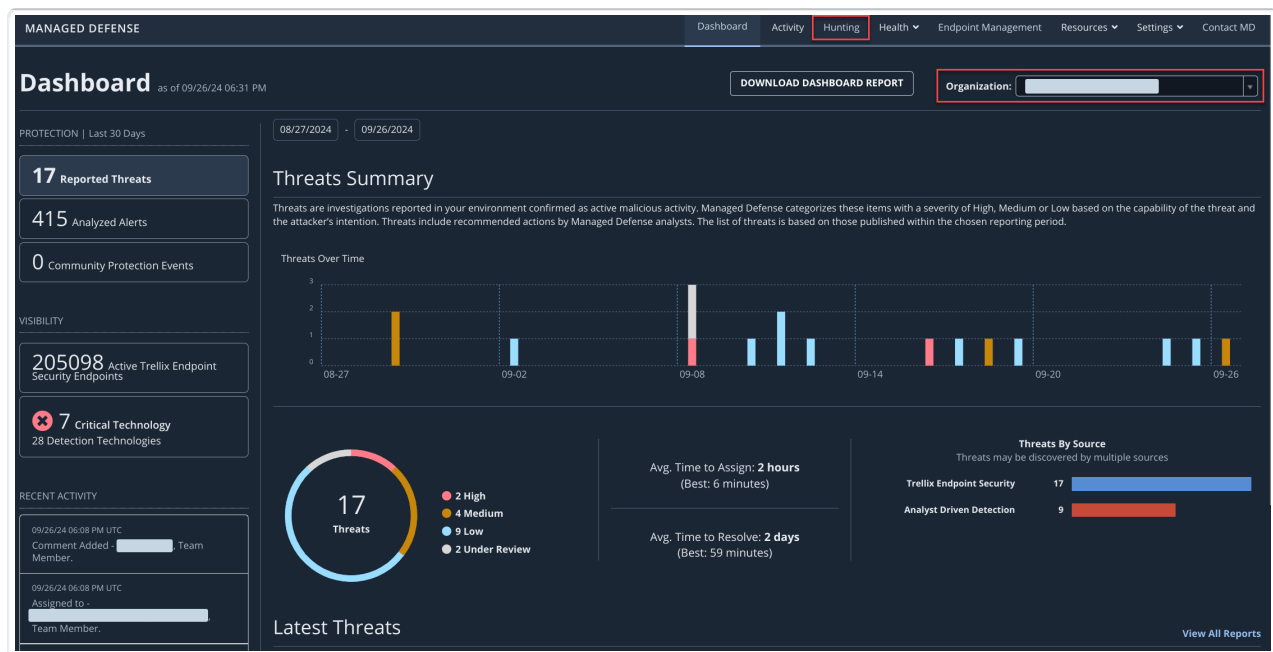 MANAGED DEFENSE
Dashboard Activity Hunting Health Endpoint Management Resources Settings Contact MD
Dashboard as of 09/26/24 06:31 PM
DOWNLOAD DASHBOARD REPORT
Organization:
PROTECTION | Last 30 Days
17 Reported Threats
415 Analyzed Alerts
0 Community Protection Events
VISIBILITY
205098 Active Trellix Endpoint
Security Endpoints
7 Critical Technology
28 Detection Technologies
RECENT ACTIVITY
09/26/24 06:08 PM UTC
Comment Added - , Team
Member.
09/26/24 06:08 PM UTC
Assigned to -
,
Team Member.
08/27/2024 - 09/26/2024
Threats Summary
Threats are investigations reported in your environment confirmed as active malicious activity. Managed Defense categorizes these items with a severity of High, Medium or Low based on the capability of the threat and
the attacker's intention. Threats include recommended actions by Managed Defense analysts. The list of threats is based on those published within the chosen reporting period.
Threats Over Time
3
2
1
0
08-27 09-02 09-08 09-14 09-20 09-26
17
Threats
2 High
4 Medium
9 Low
2 Under Review
Avg. Time to Assign: 2 hours
(Best: 6 minutes)
Avg. Time to Resolve: 2 days
(Best: 59 minutes)
Threats By Source
Threats may be discovered by multiple sources
Trellix Endpoint Security 17
Analyst Driven Detection 9
Latest Threats
View All Reports